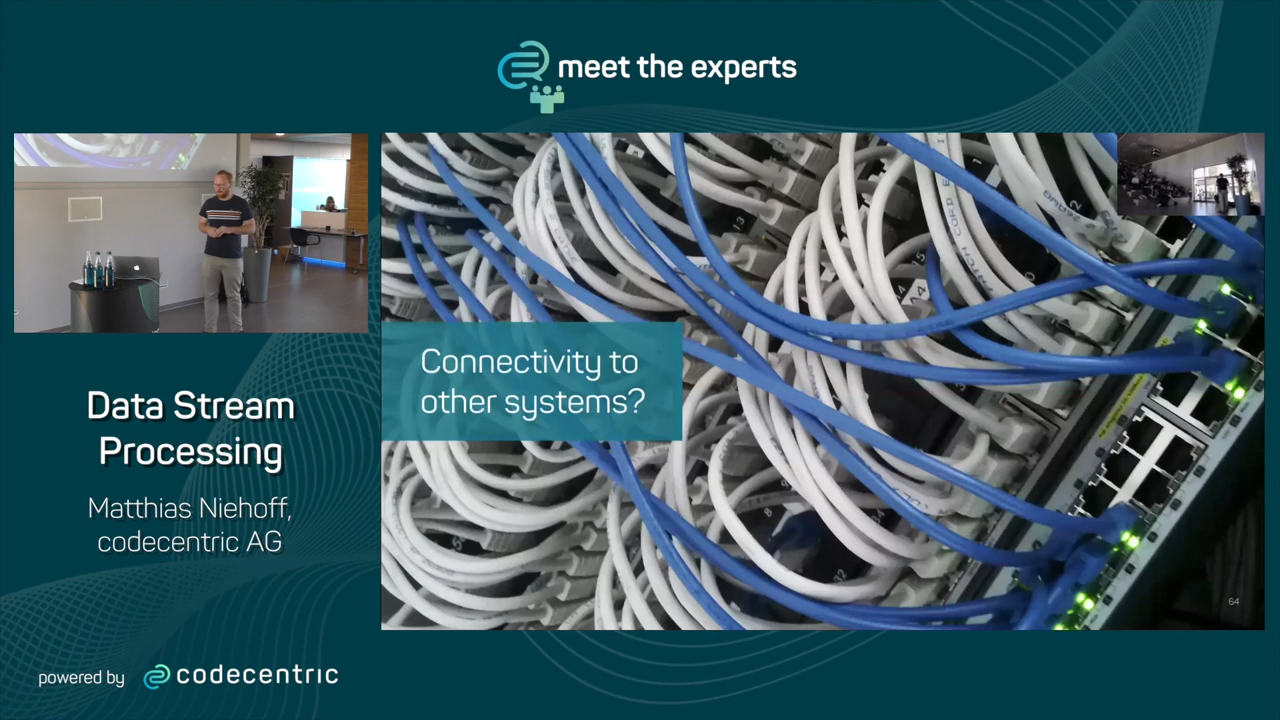 meet the experts
Connectivity to
other systems?
Data Stream
Processing
Matthias Niehoff,
codecentric AG
64
powered by
codecentric